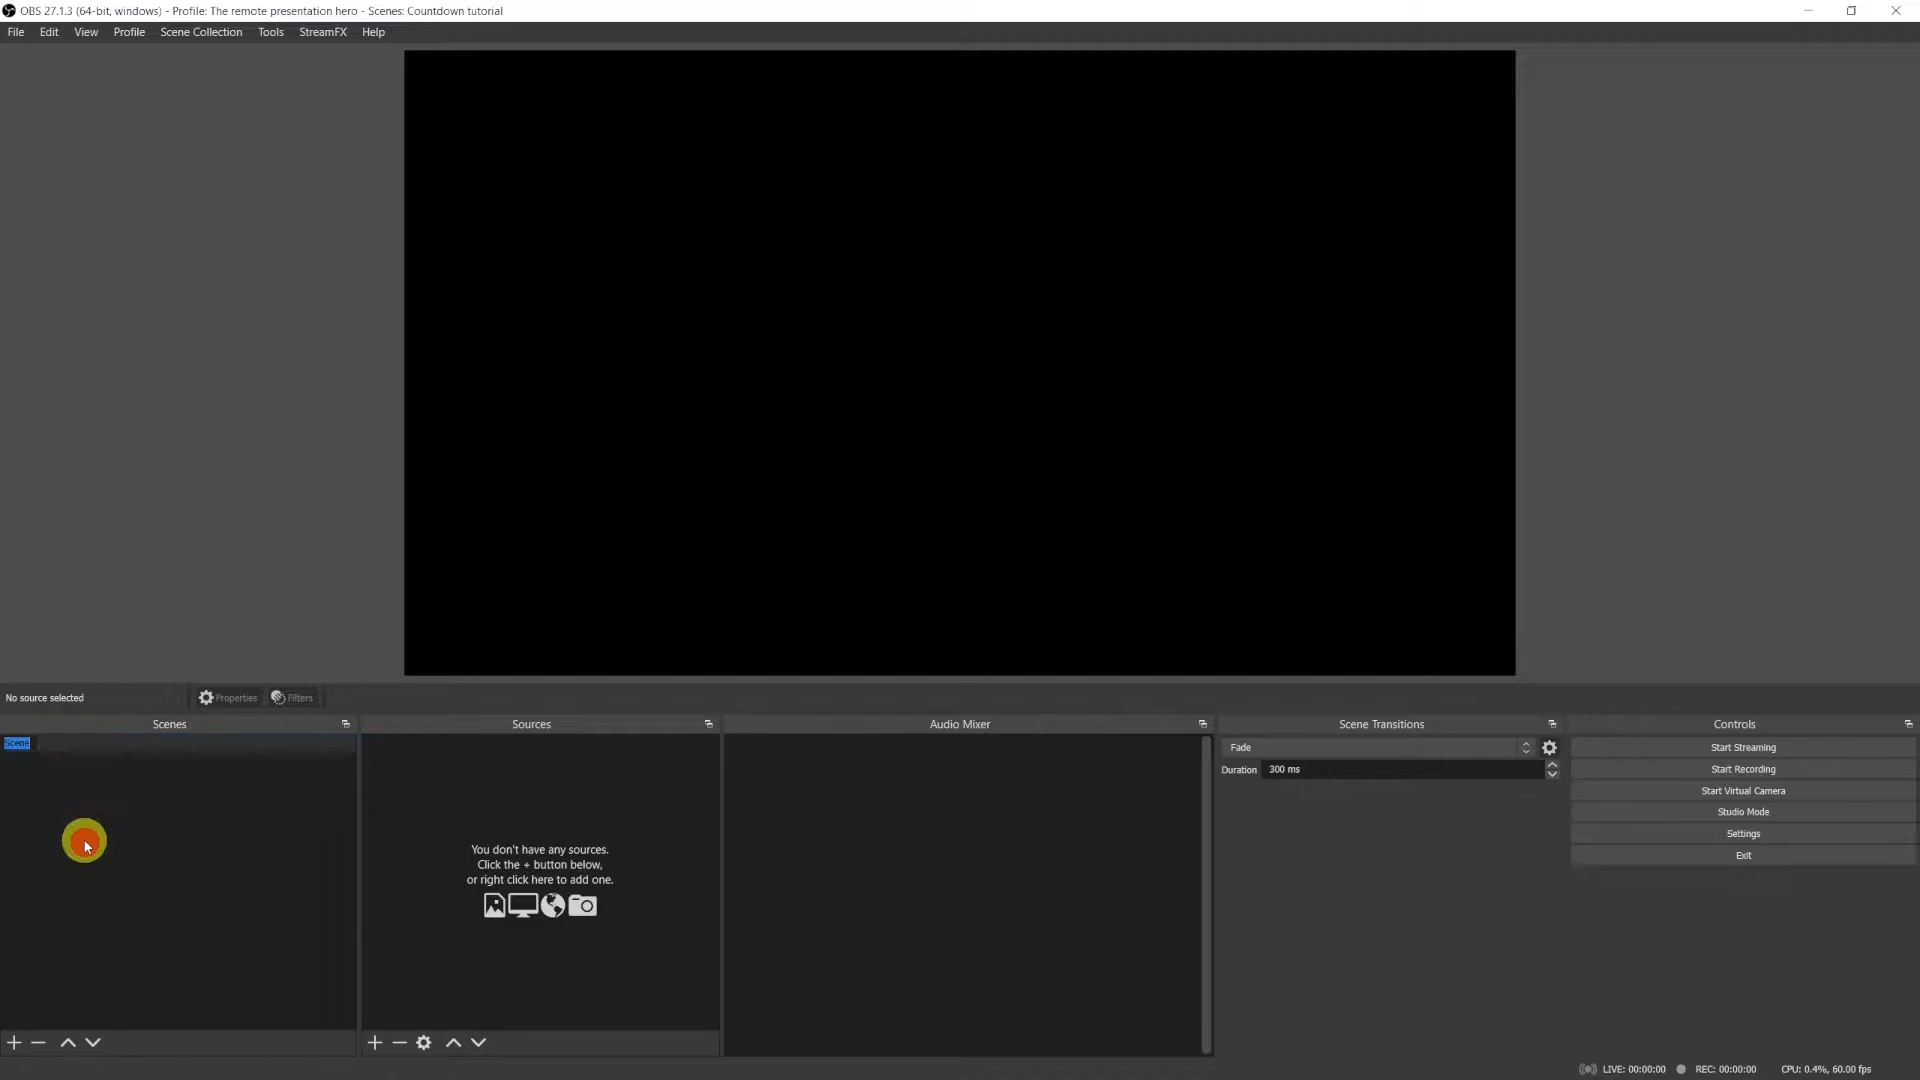 OBS 27.1.3 (64-bit, windows) - Profile: The remote presentation hero - Scenes: Countdown tutorial
File Edit View Profile Scene Collection Tools StreamFX Help
No source selected
Properties
Filters
Scenes
Scene
Sources
You don't have any sources.
Click the + button below,
or right click here to add one.
Audio Mixer
Scene Transitions
Fade
Duration 300 ms
Controls
Start Streaming
Start Recording
Start Virtual Camera
Studio Mode
Settings
Exit
LIVE: 00:00:00 REC: 00:00:00 CPU: 0.4%, 60.00 fps